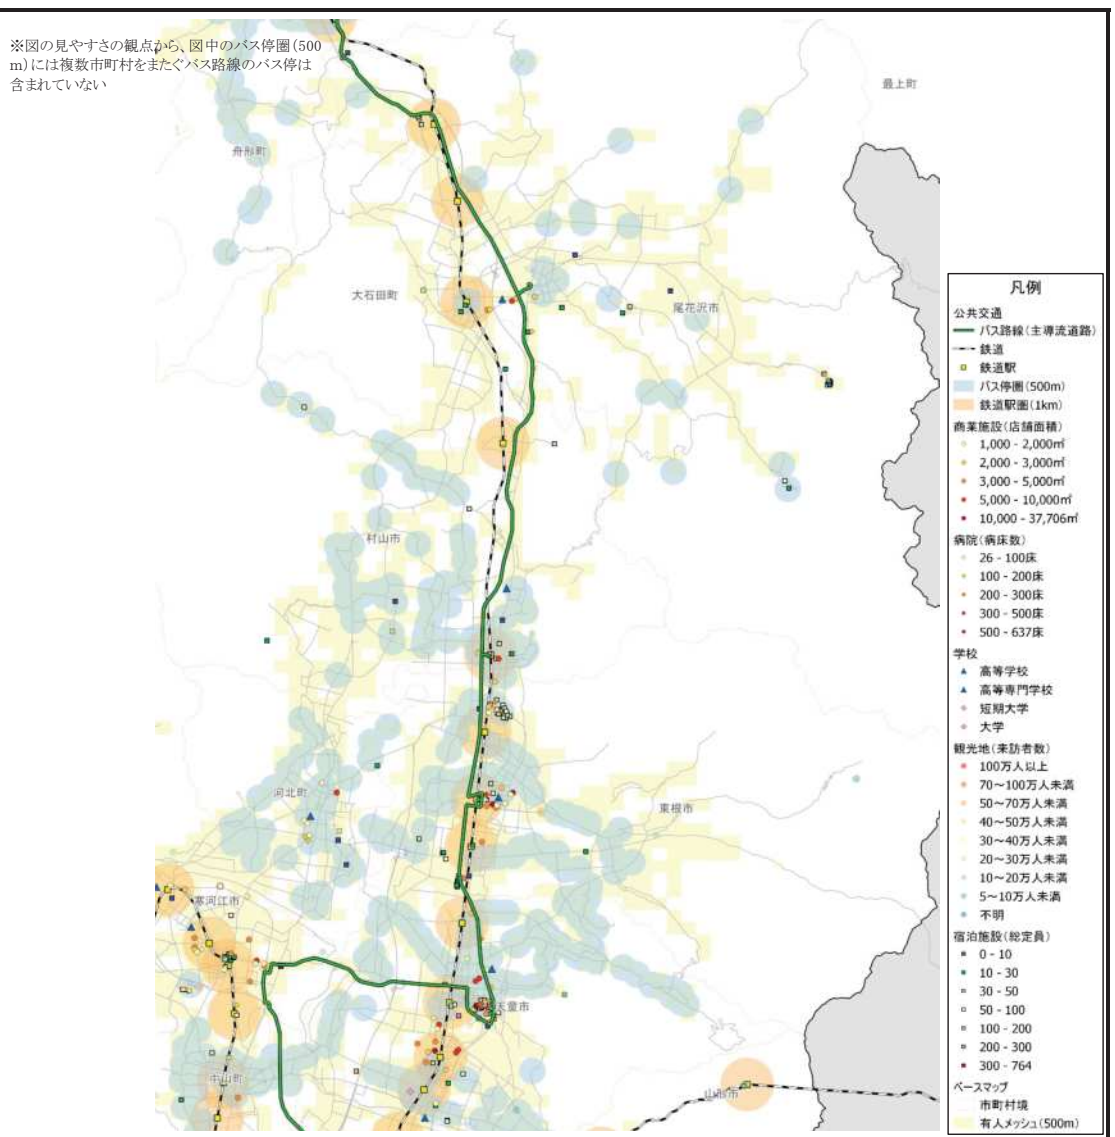 ※図の見やすさの観点から、図中のバス停圏(500
m)には複数市町村をまたぐバス路線のバス停は
含まれていない
最上町
舟形町
大石田町
尾花沢市
村山市
河北町
東根市
寒河江市
天童市
中山町
山形市
凡例
公共交通
バス路線(主導流道路)
鉄道
鉄道駅
バス停圏(500m)
鉄道駅圏(1km)
商業施設(店舗面積)
1,000 - 2,000㎡
2,000 - 3,000㎡
3,000 - 5,000㎡
5,000 - 10,000㎡
10,000 - 37,706㎡
病院(病床数)
26 - 100床
100 - 200床
200 - 300床
300 - 500床
500 - 637床
学校
高等学校
高等専門学校
短期大学
大学
観光地(来訪者数)
100万人以上
70～100万人未満
50～70万人未満
40～50万人未満
30～40万人未満
20～30万人未満
10～20万人未満
5～10万人未満
不明
宿泊施設(総定員)
0 - 10
10 - 30
30 - 50
50 - 100
100 - 200
200 - 300
300 - 764
ベースマップ
市町村境
有人メッシュ(500m)